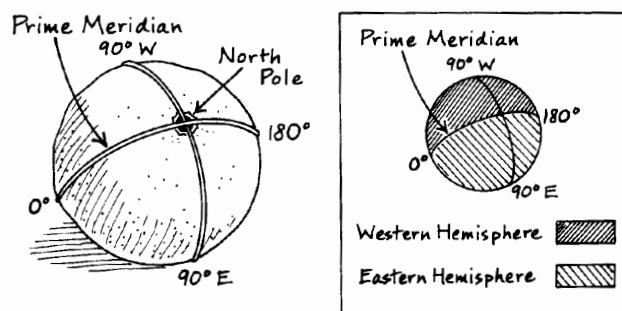 Prime Meridian
90° W
North
Pole
180°
0°
90° E
Prime Meridian
90° W
180°
0°
90° E
Western Hemisphere
Eastern Hemisphere